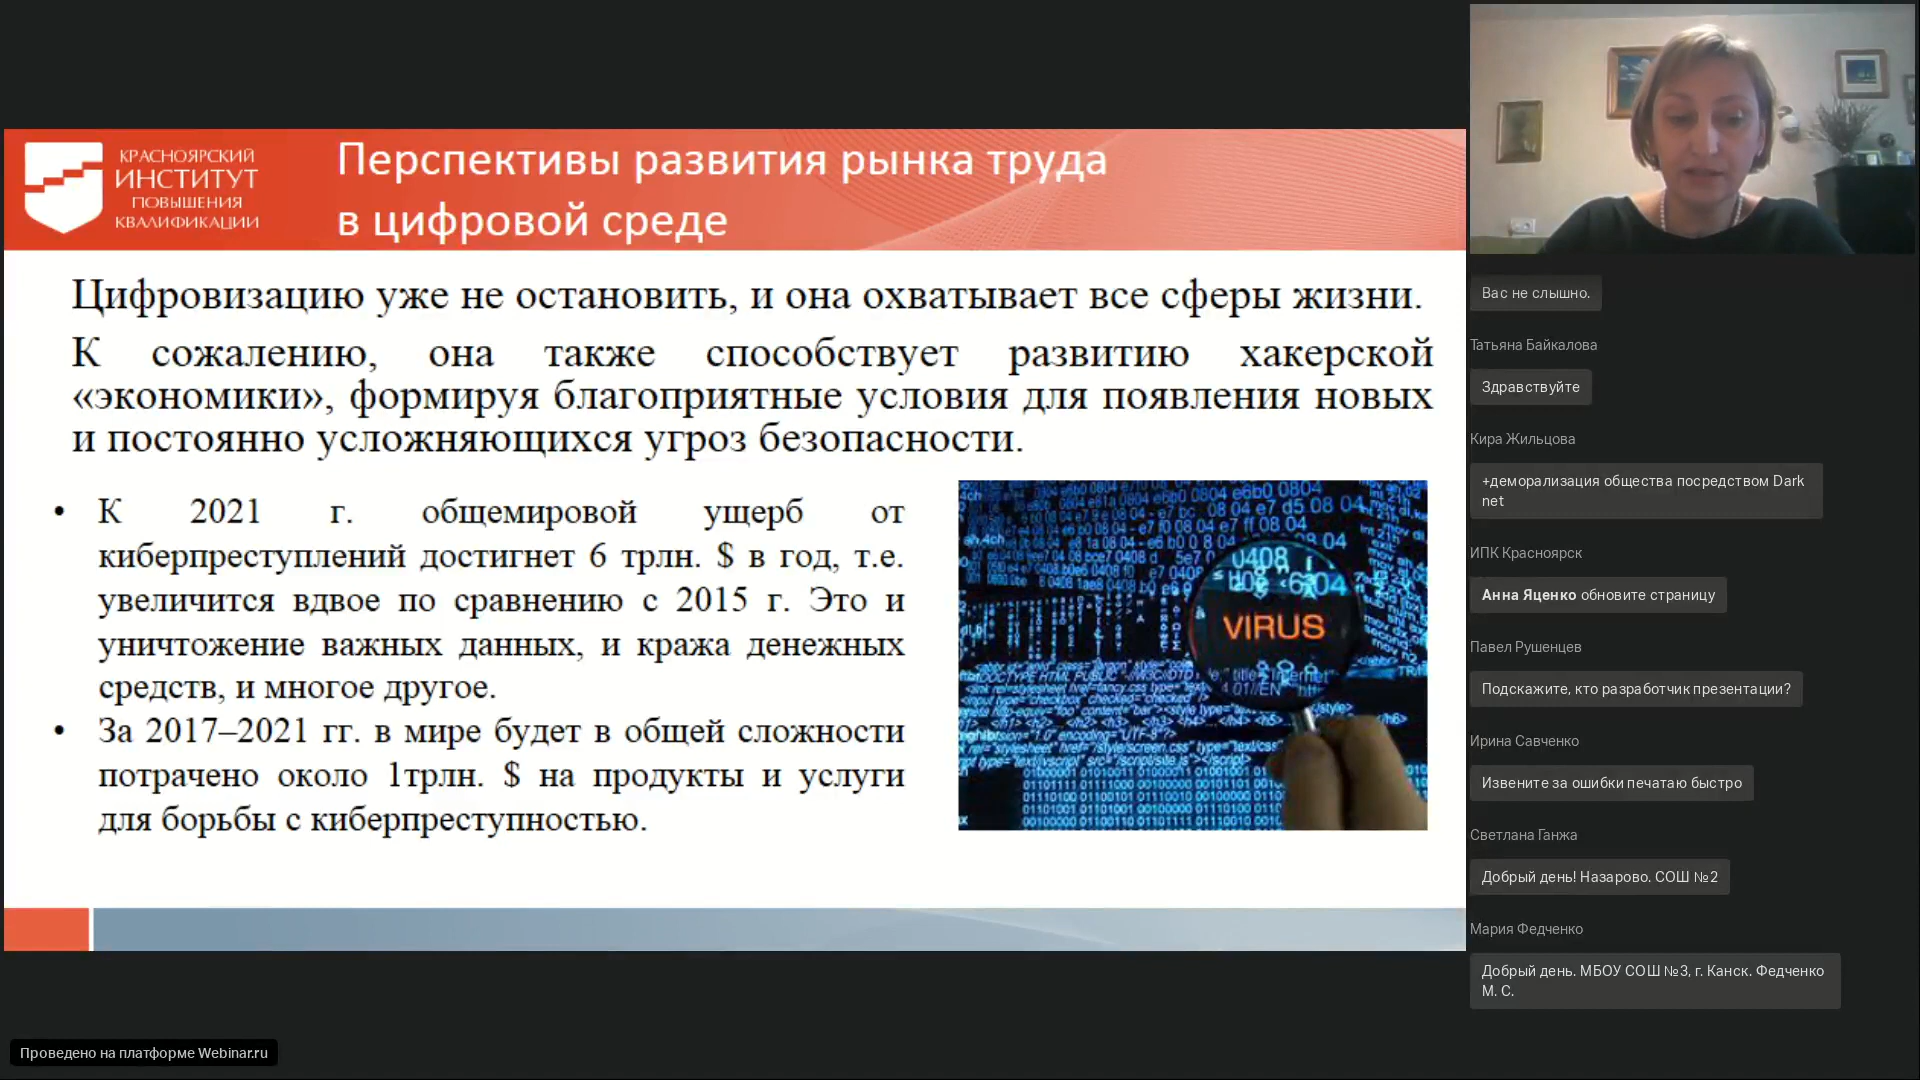 КРАСНОЯРСКИЙ
ИНСТИТУТ
ПОВЫШЕНИЯ
КВАЛИФИКАЦИИ
Перспективы развития рынка труда
в цифровой среде
Цифровизацию уже не остановить, и она охватывает все сферы жизни.
К сожалению, она также способствует развитию хакерской
«экономики», формируя благоприятные условия для появления новых
и постоянно усложняющихся угроз безопасности.
• К 2021 г. общемировой ущерб от
киберпреступлений достигнет 6 трлн. $ в год, т.е.
увеличится вдвое по сравнению с 2015 г. Это и
уничтожение важных данных, и кража денежных
средств, и многое другое.
• За 2017–2021 гг. в мире будет в общей сложности
потрачено около 1трлн. $ на продукты и услуги
для борьбы с киберпреступностью.
0408
VIRUS
Вас не слышно.
Татьяна Байкалова
Здравствуйте
Кира Жильцова
+деморализация общества посредством Dark
net
ИПК Красноярск
Анна Яценко обновите страницу
Павел Рушенцев
Подскажите, кто разработчик презентации?
Ирина Савченко
Извените за ошибки печатаю быстро
Светлана Ганжа
Добрый день! Назарово. СОШ №2
Мария Федченко
Добрый день. МБОУ СОШ №3, г. Канск. Федченко
М. С.
Проведено на платформе Webinar.ru